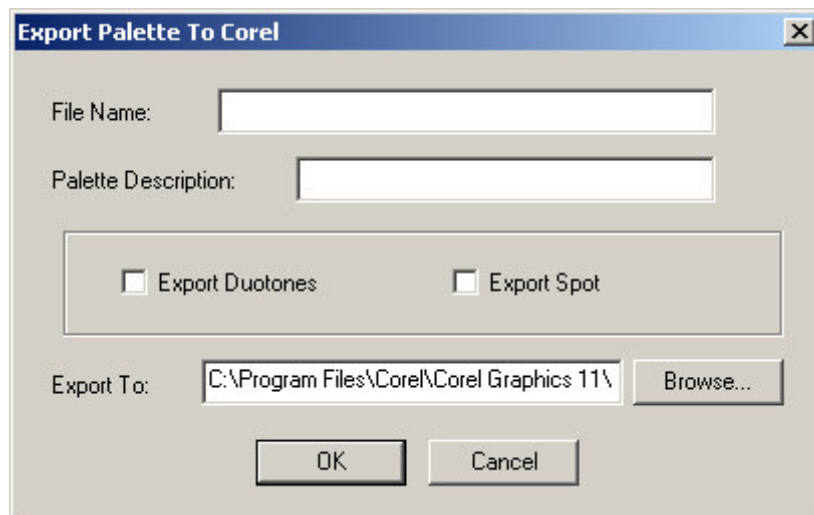 Export Palette To Corel
File Name:
Palette Description:
Export Duotones Export Spot
Export To: C:\Program Files\Corel\Corel Graphics 11\ Browse...
OK Cancel